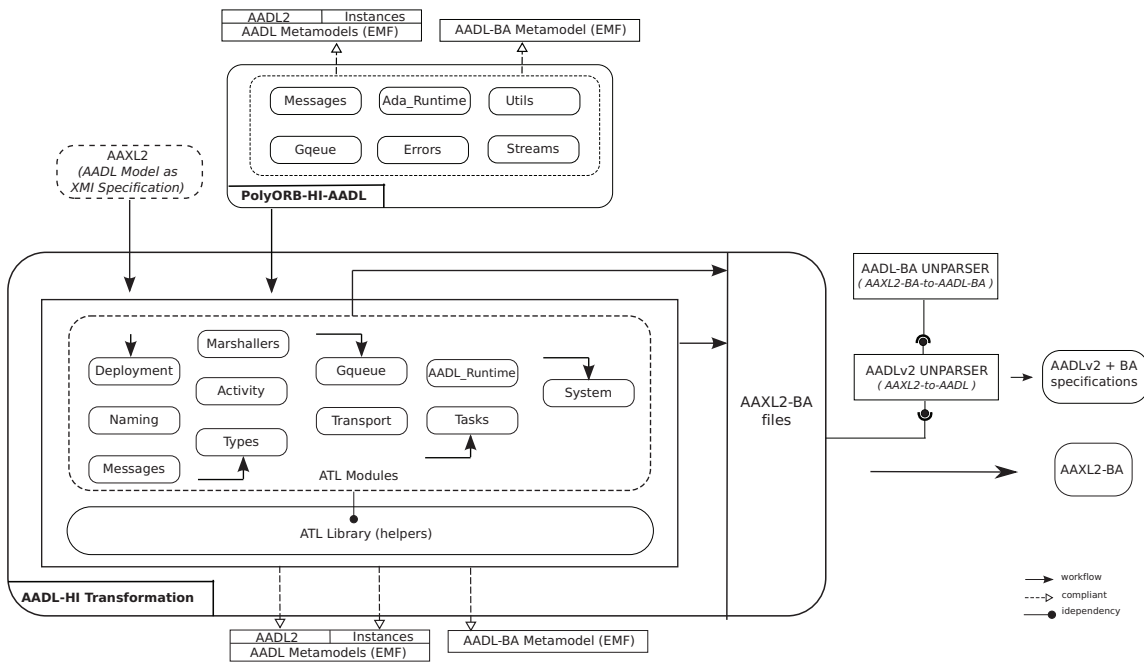 AADL2 Instances
AADL Metamodels (EMF)
AADL-BA Metamodel (EMF)
Messages Ada_Runtime Utils
Gqeue Errors Streams
PolyORB-HI-AADL
AAXL2
(AADL Model as
XMI Specification)
Marshallers
Deployment Gqueue AADL_Runtime
Activity System
Naming Transport Tasks
Types
Messages
ATL Modules
ATL Library (helpers)
AADL-HI Transformation
AAXL2-BA
files
AADL-BA UNPARSER
( AAXL2-BA-to-AADL-BA )
AADLv2 UNPARSER
( AAXL2-to-AADL )
AADLv2 + BA
specifications
AAXL2-BA
workflow
compliant
idependency
AADL2 Instances
AADL Metamodels (EMF)
AADL-BA Metamodel (EMF)